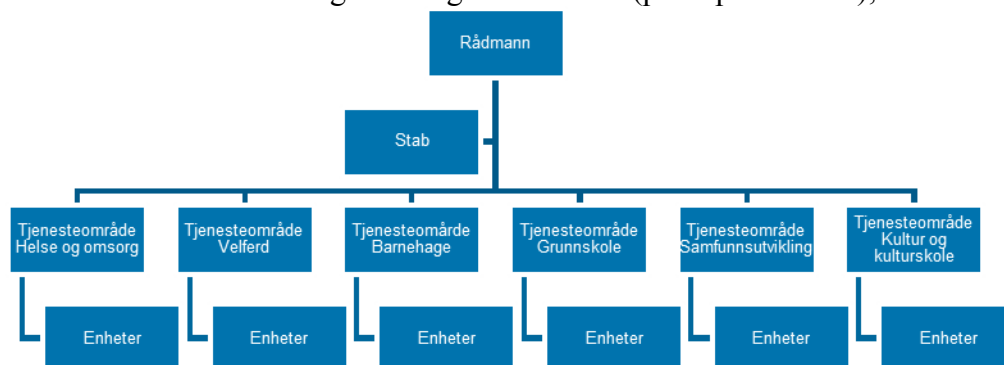 Rådmann
Stab
Tjenesteområde
Helse og omsorg
Tjenesteområde
Velferd
Tjenesteomårde
Barnehage
Tjenesteområde
Grunnskole
Tjenesteområde
Samfunnsutvikling
Tjenesteområde
Kultur og
kulturskole
Enheter
Enheter
Enheter
Enheter
Enheter
Enheter